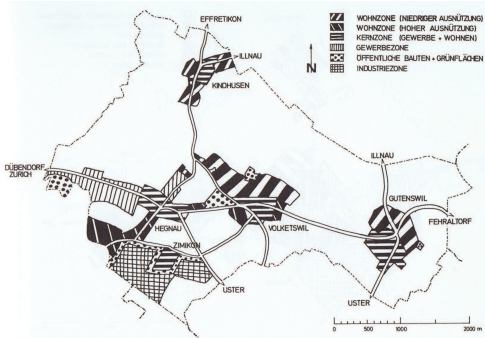 EFFRETIKON
WOHNZONE (NIEDRIGER AUSNÜTZUNG)
WOHNZONE (HOHER AUSNÜTZUNG)
KERNZONE (GEWERBE + WOHNEN)
GEWERBEZONE
ÖFFENTLICHE BAUTEN + GRÜNFLÄCHEN
INDUSTRIEZONE
N
ILLNAU
KINDHUSEN
DÜBENDORF
ZÜRICH
ILLNAU
GUTENSWIL
FEHRALTORF
HEGNAU
VOLKETSWIL
ZIMIKON
USTER
USTER
0 500 1000 2000 m